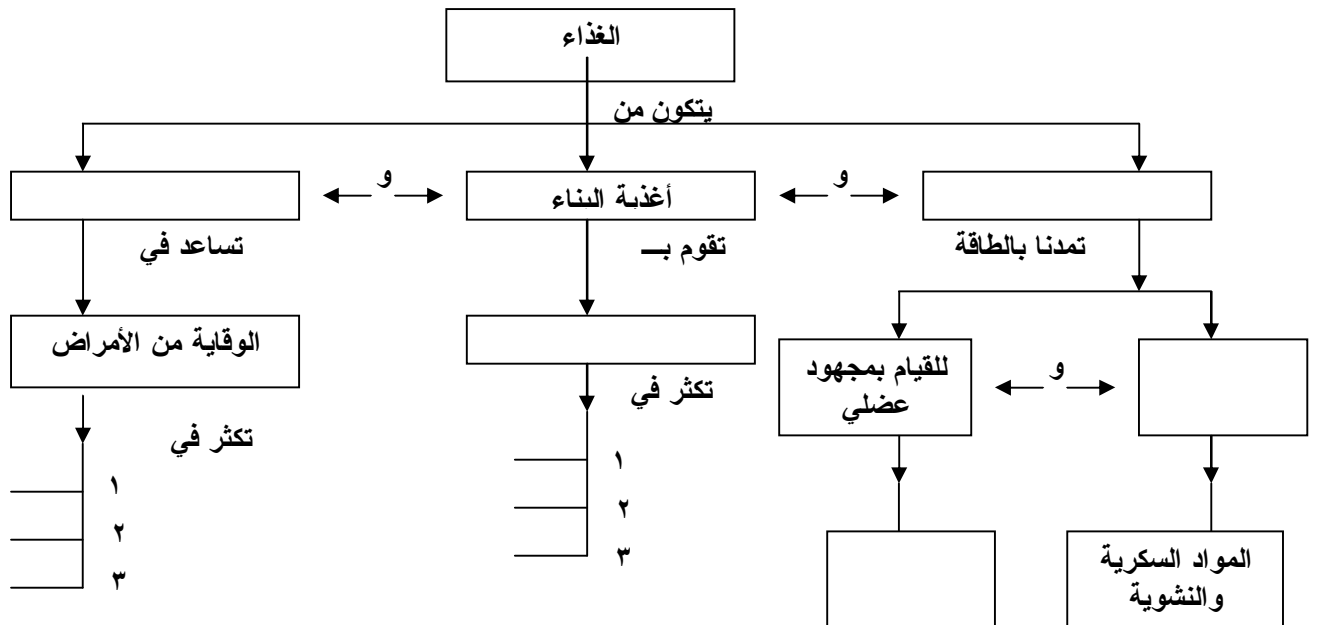 الغذاء
يتكون من
و
أغذية البناء
و
تمدنا بالطاقة
تقوم بـــ
تساعد في
الوقاية من الأمراض
للقيام بمجهود
عضلي
و
تكثر في
تكثر في
١
٢
٣
١
٢
٣
المواد السكرية
والنشوية